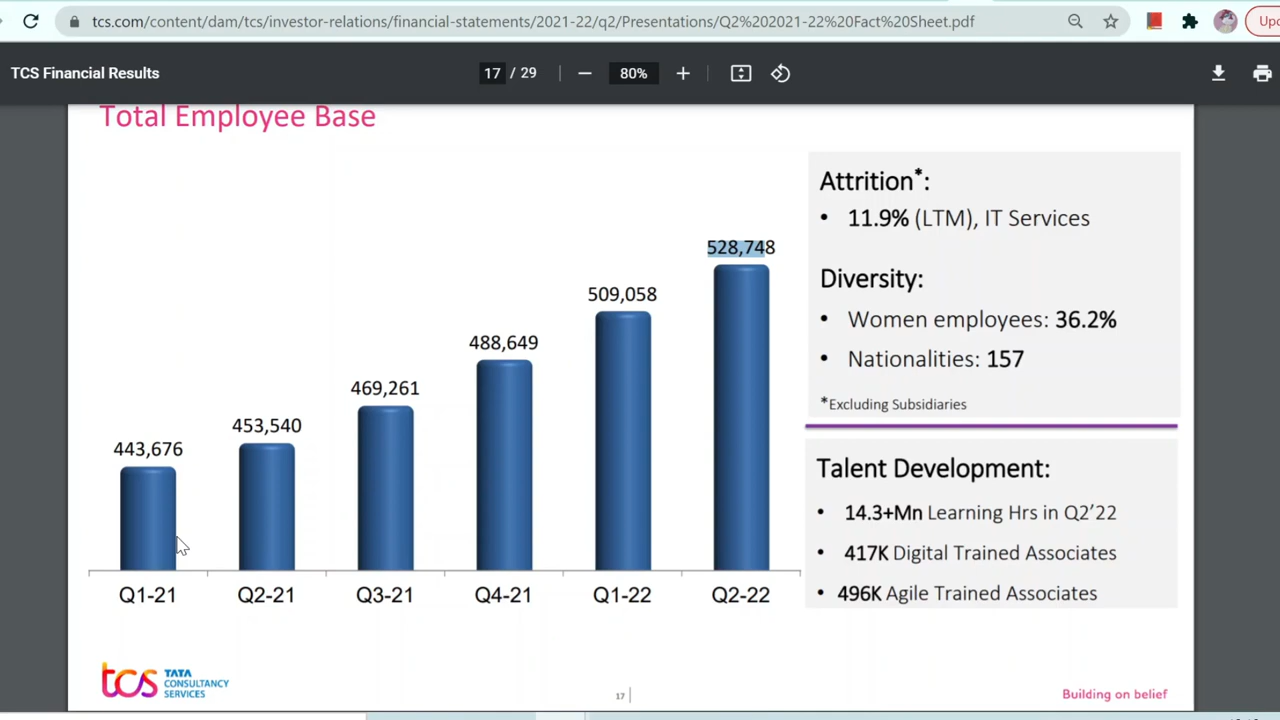 tcs.com/content/dam/tcs/investor-relations/financial-statements/2021-22/q2/Presentations/Q2%202021-22%20Fact%20Sheet.pdf
TCS Financial Results
17 / 29
80%
Total Employee Base
443,676
453,540
469,261
488,649
509,058
528,748
Q1-21
Q2-21
Q3-21
Q4-21
Q1-22
Q2-22
Attrition*:
• 11.9% (LTM), IT Services
Diversity:
• Women employees: 36.2%
• Nationalities: 157
*Excluding Subsidiaries
Talent Development:
• 14.3+Mn Learning Hrs in Q2'22
• 417K Digital Trained Associates
• 496K Agile Trained Associates
tcs TATA
CONSULTANCY
SERVICES
17
Building on belief